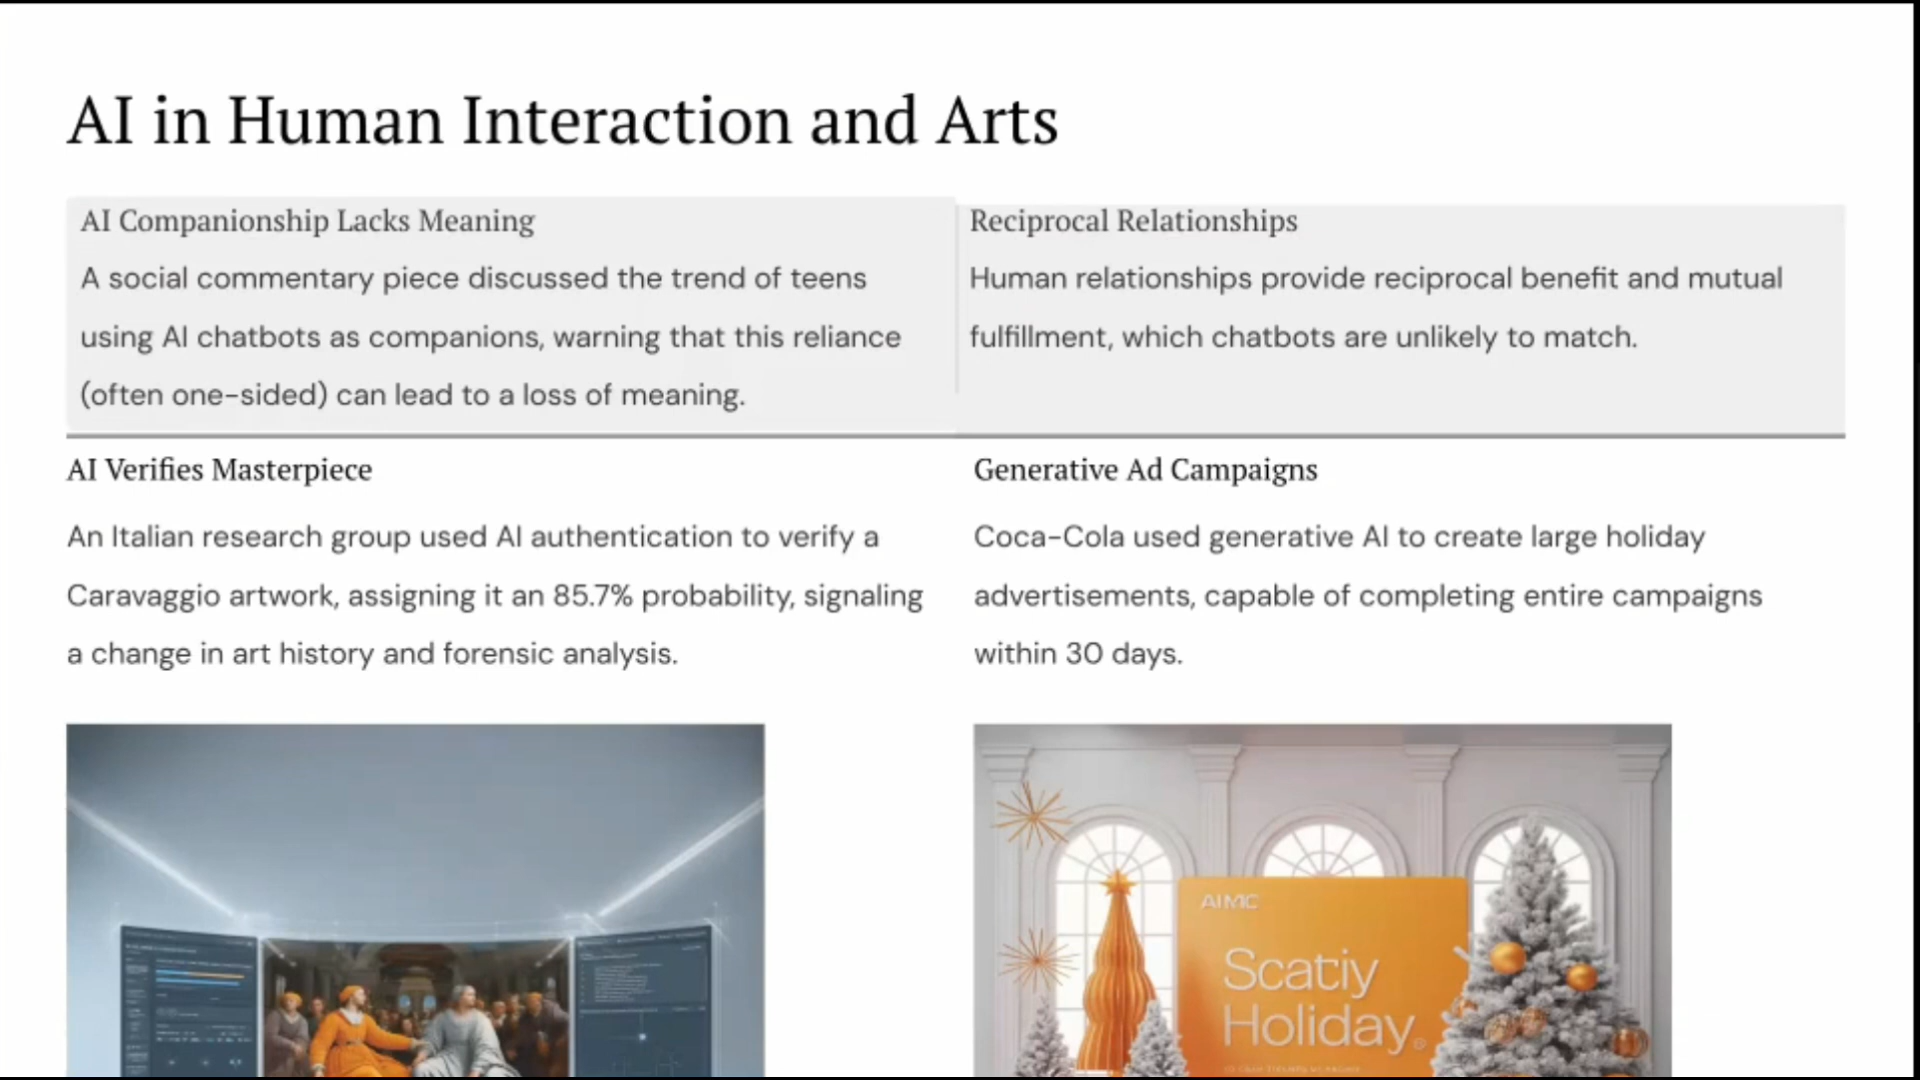 AI in Human Interaction and Arts
AI Companionship Lacks Meaning
A social commentary piece discussed the trend of teens
using AI chatbots as companions, warning that this reliance
(often one-sided) can lead to a loss of meaning.
Reciprocal Relationships
Human relationships provide reciprocal benefit and mutual
fulfillment, which chatbots are unlikely to match.
AI Verifies Masterpiece
An Italian research group used AI authentication to verify a
Caravaggio artwork, assigning it an 85.7% probability, signaling
a change in art history and forensic analysis.
Generative Ad Campaigns
Coca-Cola used generative AI to create large holiday
advertisements, capable of completing entire campaigns
within 30 days.
Scatiy
Holiday